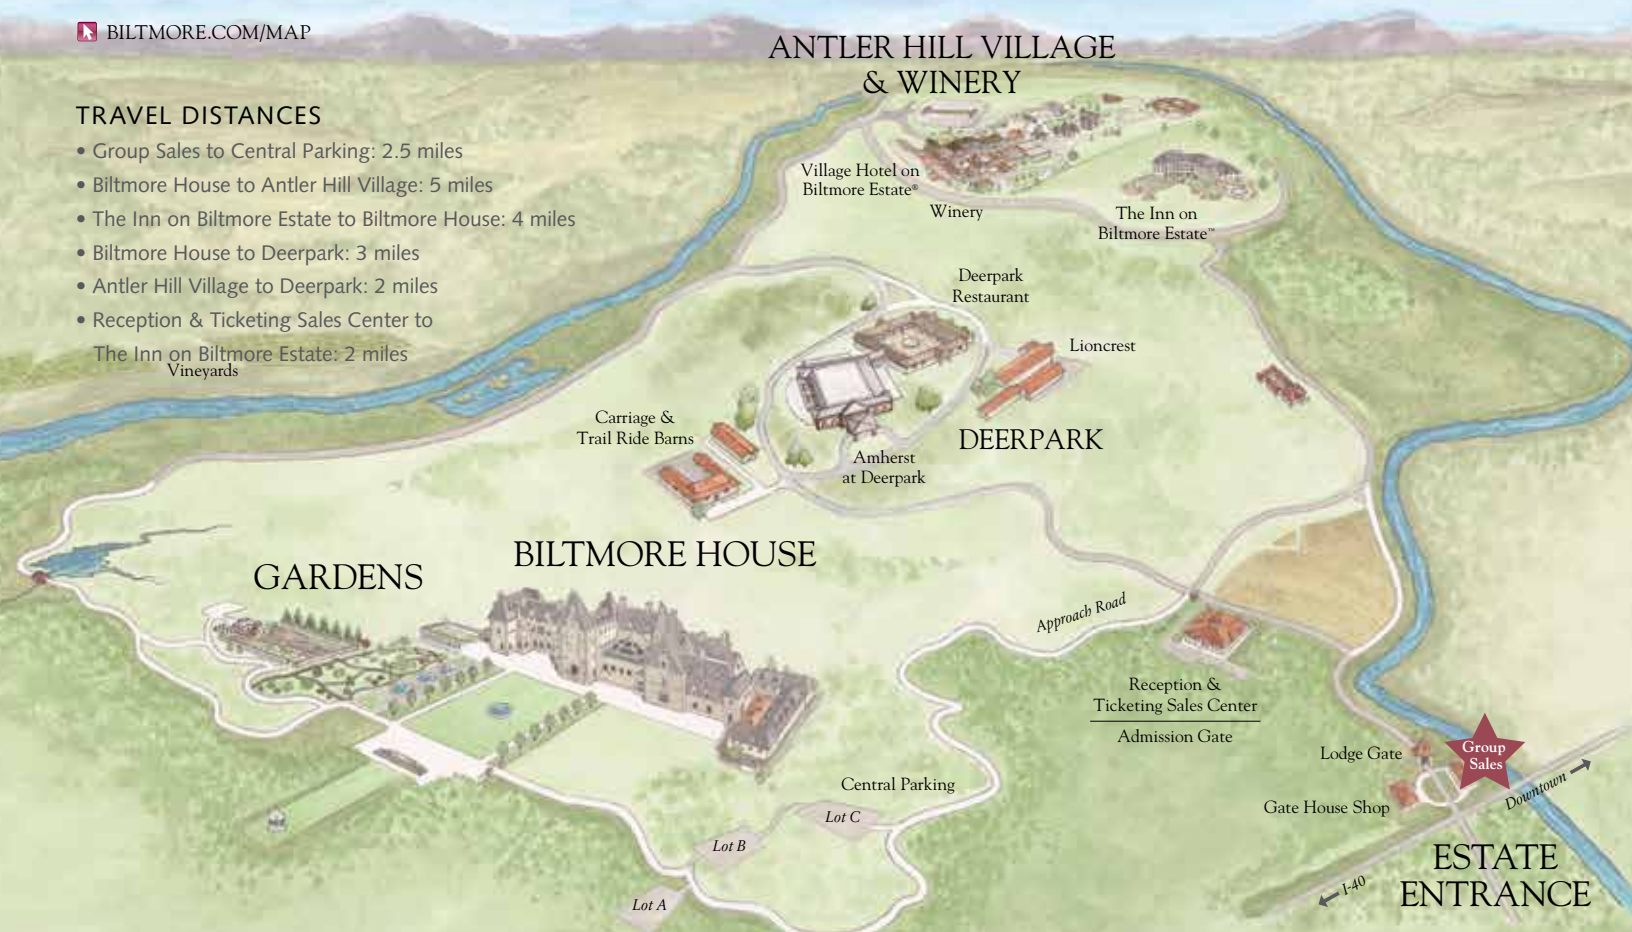 BILTMORE.COM/MAP
ANTLER HILL VILLAGE
& WINERY
TRAVEL DISTANCES
• Group Sales to Central Parking: 2.5 miles
• Biltmore House to Antler Hill Village: 5 miles
• The Inn on Biltmore Estate to Biltmore House: 4 miles
• Biltmore House to Deerpark: 3 miles
• Antler Hill Village to Deerpark: 2 miles
• Reception & Ticketing Sales Center to
The Inn on Biltmore Estate: 2 miles
Vineyards
Village Hotel on
Biltmore Estate®
Winery
The Inn on
Biltmore Estate™
Deerpark
Restaurant
Lioncrest
Carriage &
Trail Ride Barns
DEERPARK
Amherst
at Deerpark
BILTMORE HOUSE
GARDENS
Approach Road
Reception &
Ticketing Sales Center
Admission Gate
Lodge Gate
Group
Sales
Gate House Shop
Downtown
Central Parking
Lot C
Lot B
Lot A
I-40
ESTATE
ENTRANCE